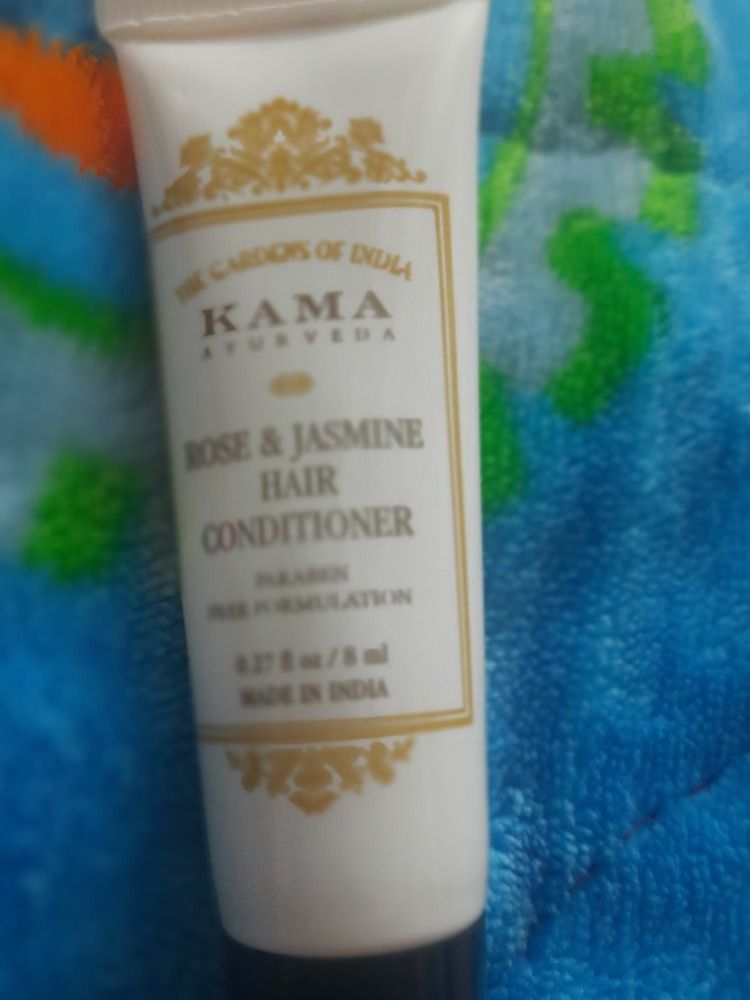 THE GARDENS OF INDIA
KAMA
AYURVEDA
ROSE & JASMINE
HAIR
CONDITIONER
PARABEN
FREE FORMULATION
0.27 fl oz / 8 ml
MADE IN INDIA